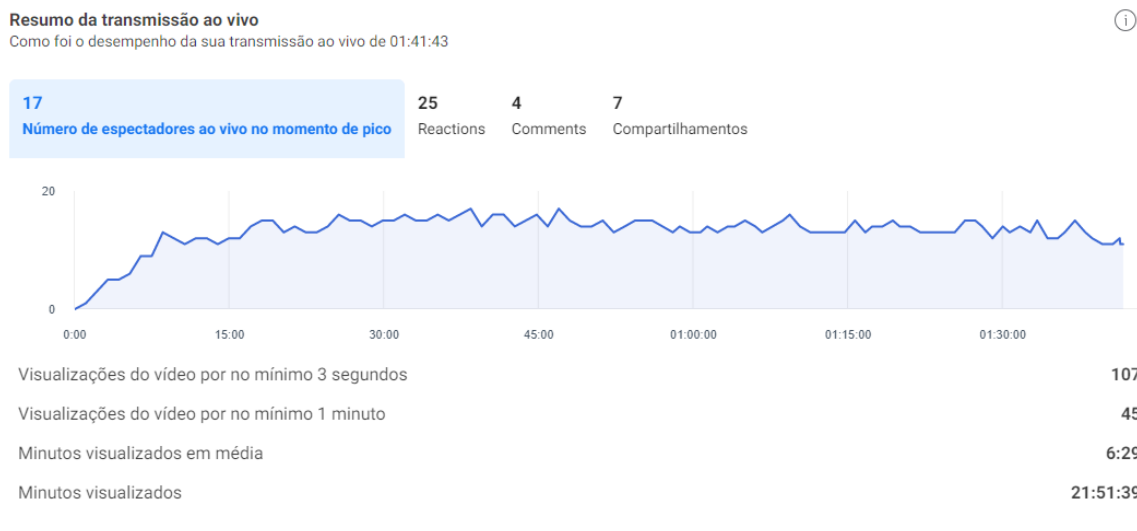 Resumo da transmissão ao vivo
Como foi o desempenho da sua transmissão ao vivo de 01:41:43
17
Número de espectadores ao vivo no momento de pico
25
Reactions
4
Comments
7
Compartilhamentos
20
0
0:00 15:00 30:00 45:00 01:00:00 01:15:00 01:30:00
Visualizações do vídeo por no mínimo 3 segundos 107
Visualizações do vídeo por no mínimo 1 minuto 45
Minutos visualizados em média 6:29
Minutos visualizados 21:51:39